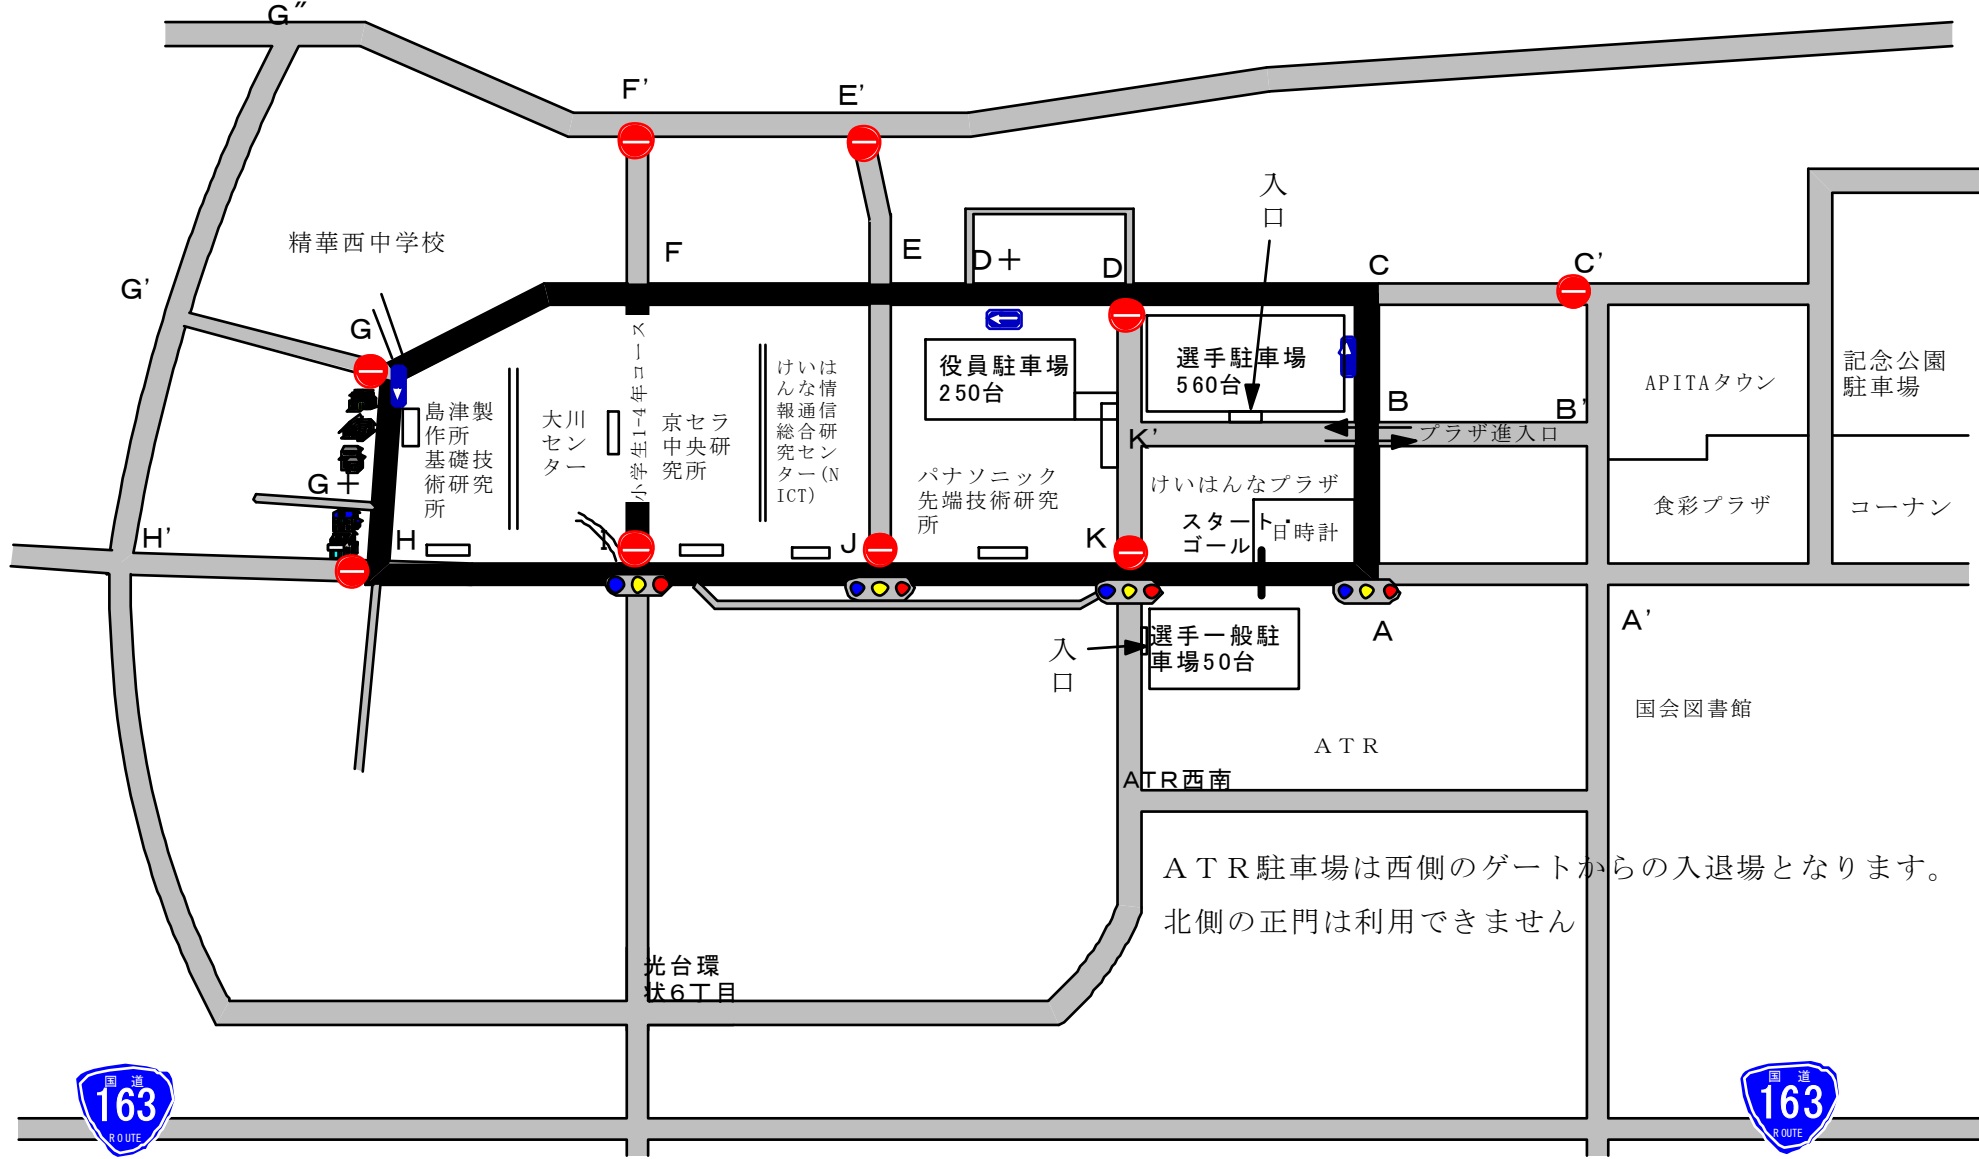 G″
F'
E'
入
口
精華西中学校
F
E
D+
D
C
C'
G'
G
小学生1-4年コース
けいは
んな情
報通信
総合研
究セン
ター(N
ICT)
役員駐車場
250台
選手駐車場
560台
APITAタウン
記念公園
駐車場
島津製
作所
基礎技
術研究
所
大川
センター
京セラ
中央研
究所
B
B'
K'
プラザ進入口
パナソニック
先端技術研究
所
けいはんなプラザ
G+
スタート・
ゴール
日時計
食彩プラザ
コーナン
H'
H
I
J
K
A
A'
入
口
選手一般駐
車場50台
国会図書館
ATR
ATR西南
ATR駐車場は西側のゲートからの入退場となります。
北側の正門は利用できません
光台環
状6丁目
国道
163
ROUTE
国道
163
ROUTE